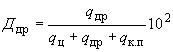 Д_др = q_др / (q_ц + q_др + q_к.п) 10^2